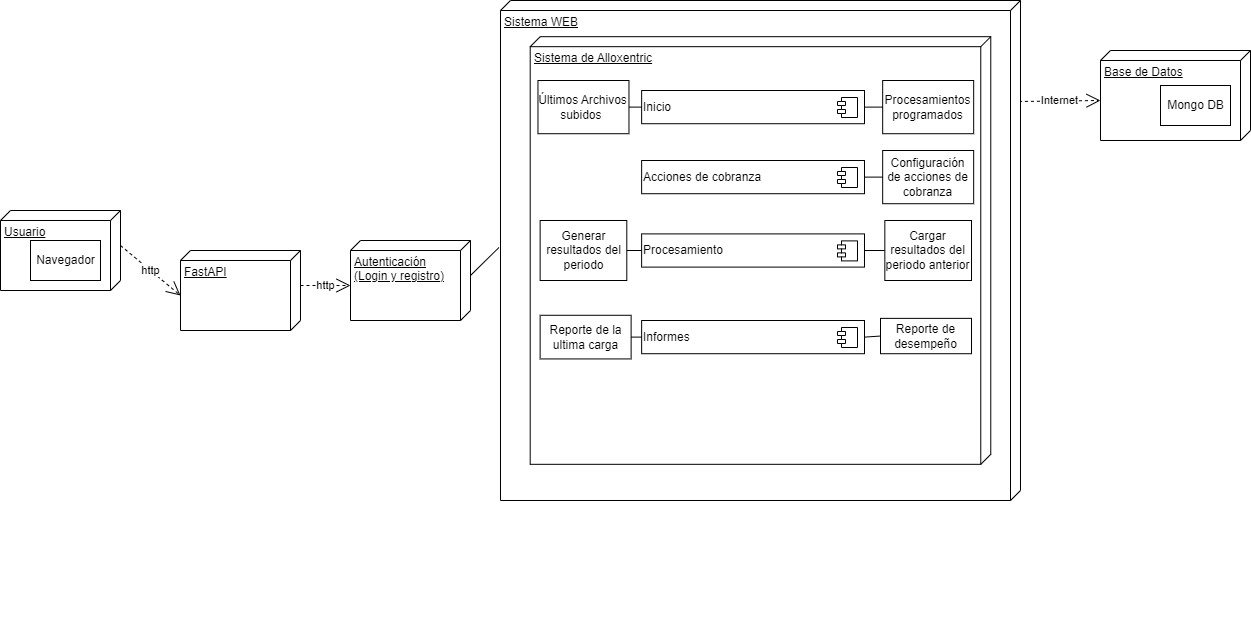 Sistema WEB
Sistema de Alloxentric
Últimos Archivos
subidos
Inicio
Procesamientos
programados
Acciones de cobranza
Configuración
de acciones de
cobranza
Generar
resultados del
periodo
Procesamiento
Cargar
resultados del
periodo anterior
Reporte de la
ultima carga
Informes
Reporte de
desempeño
Internet
Base de Datos
Mongo DB
Usuario
Navegador
http
FastAPI
http
Autenticación
(Login y registro)